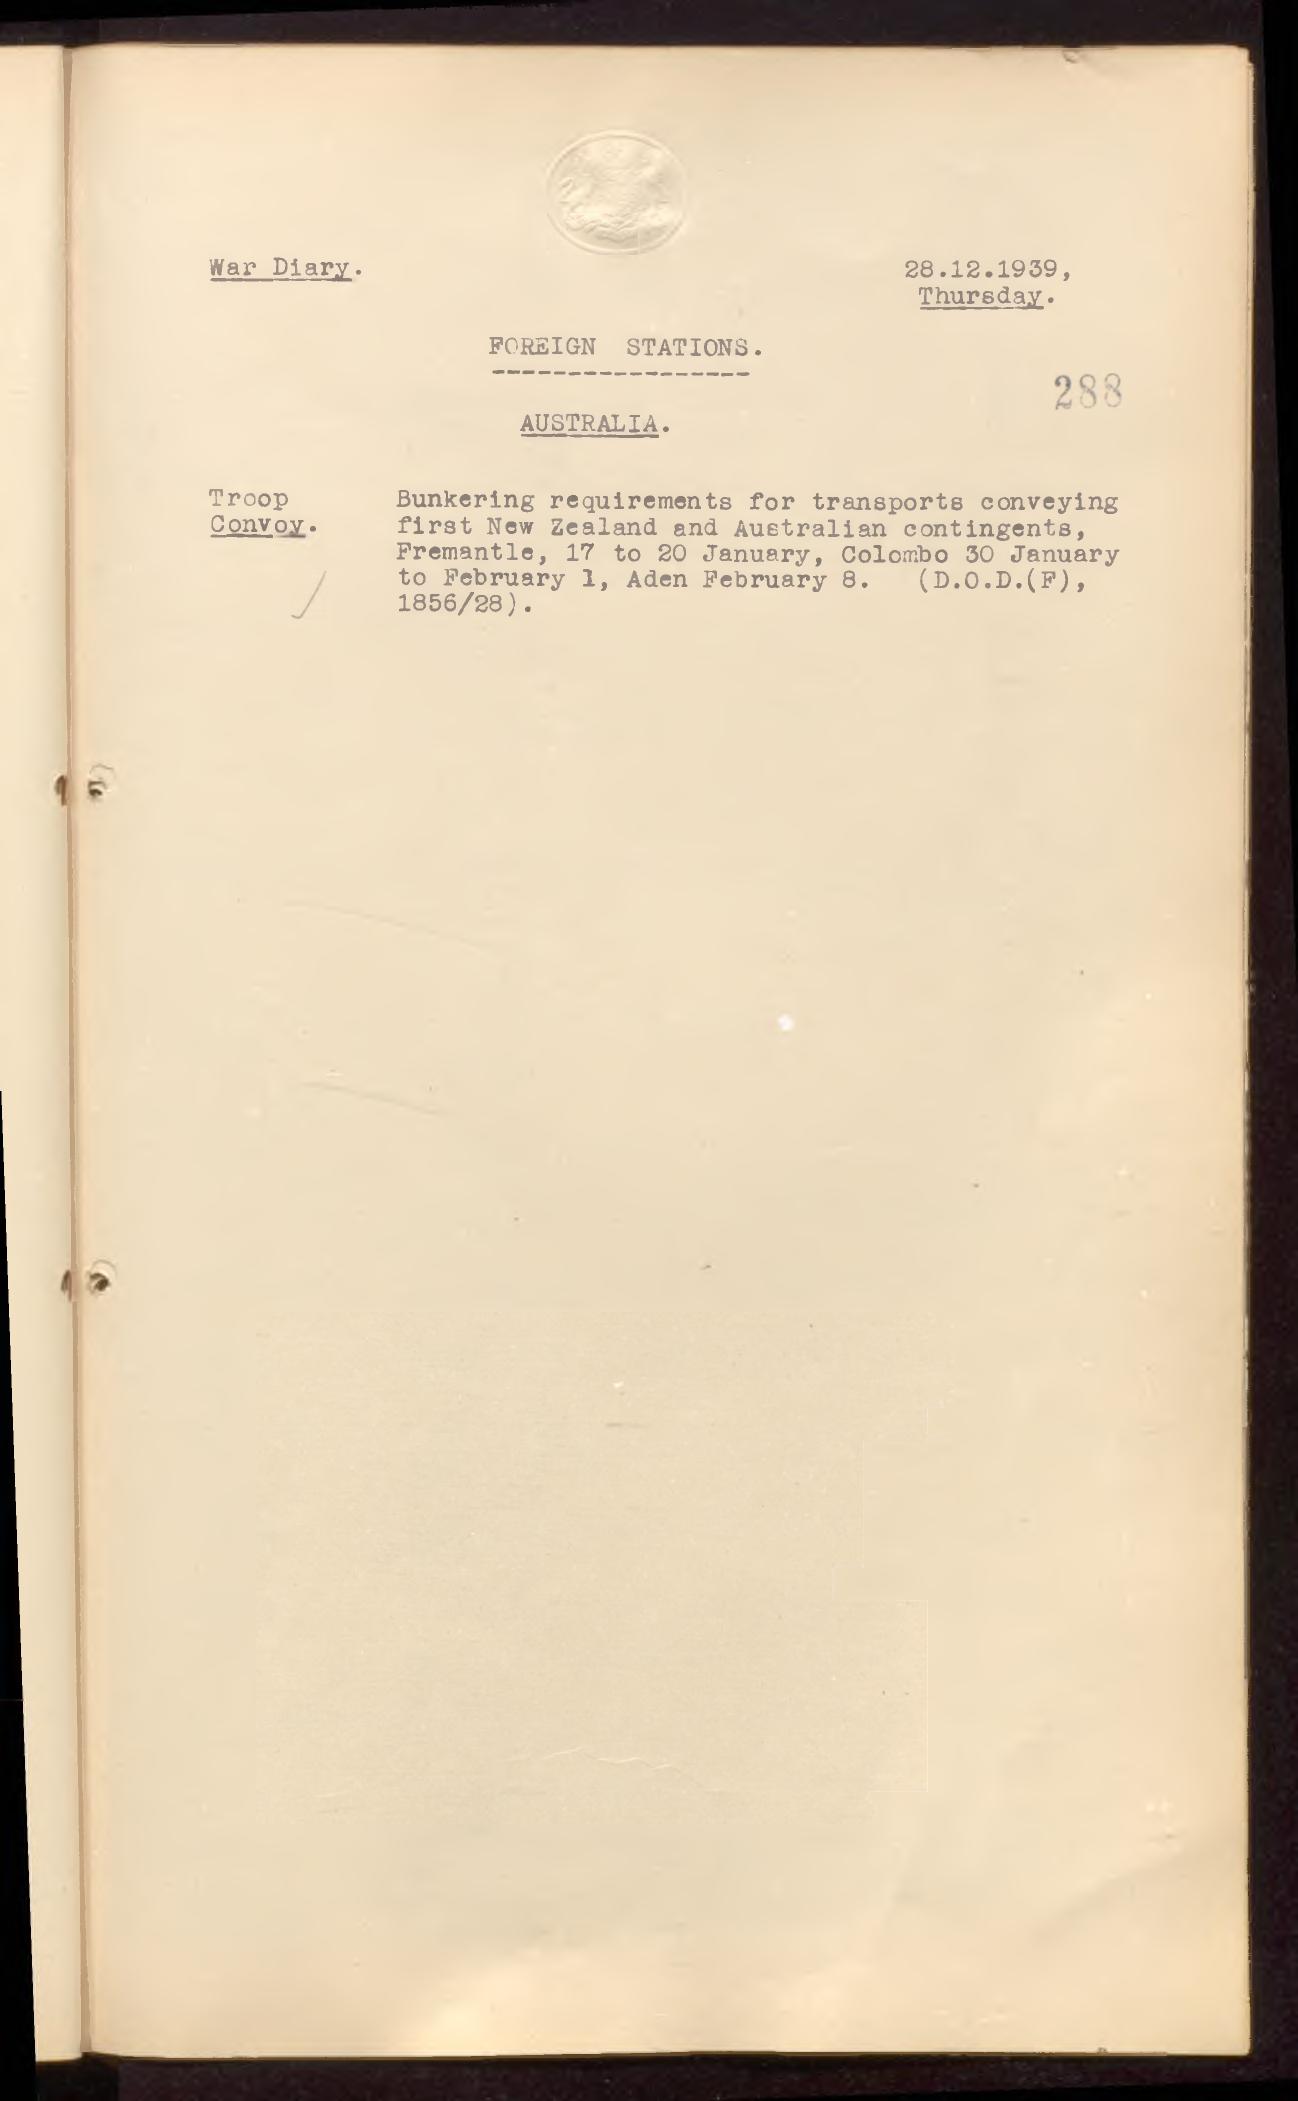 War Diary.
28.12.1939,
Thursday.
FOREIGN STATIONS.
-----------------
288
AUSTRALIA.
Troop
Convoy.
Bunkering requirements for transports conveying
first New Zealand and Australian contingents,
Fremantle, 17 to 20 January, Colombo 30 January
to February 1, Aden February 8. (D.O.D.(F),
1856/28).